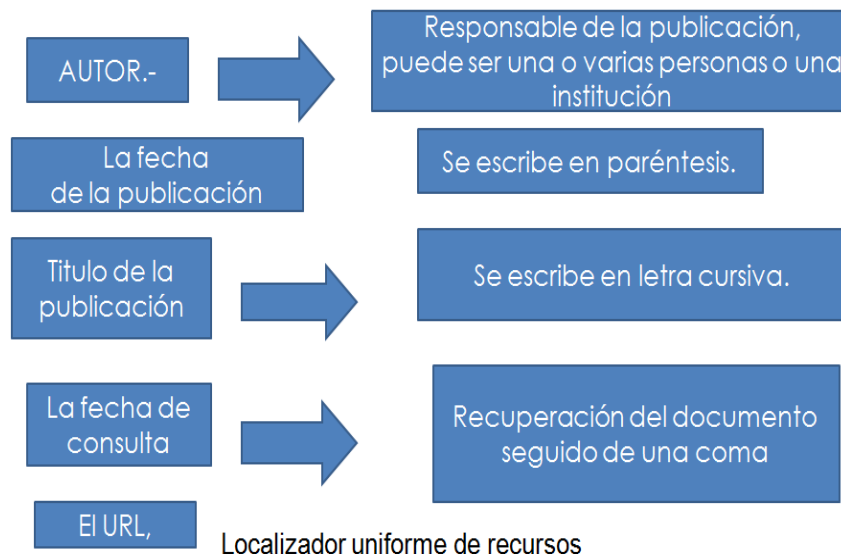 AUTOR.-
Responsable de la publicación,
puede ser una o varias personas o una
institución
La fecha
de la publicación
Se escribe en paréntesis.
Titulo de la
publicación
Se escribe en letra cursiva.
La fecha de
consulta
Recuperación del documento
seguido de una coma
El URL,
Localizador uniforme de recursos